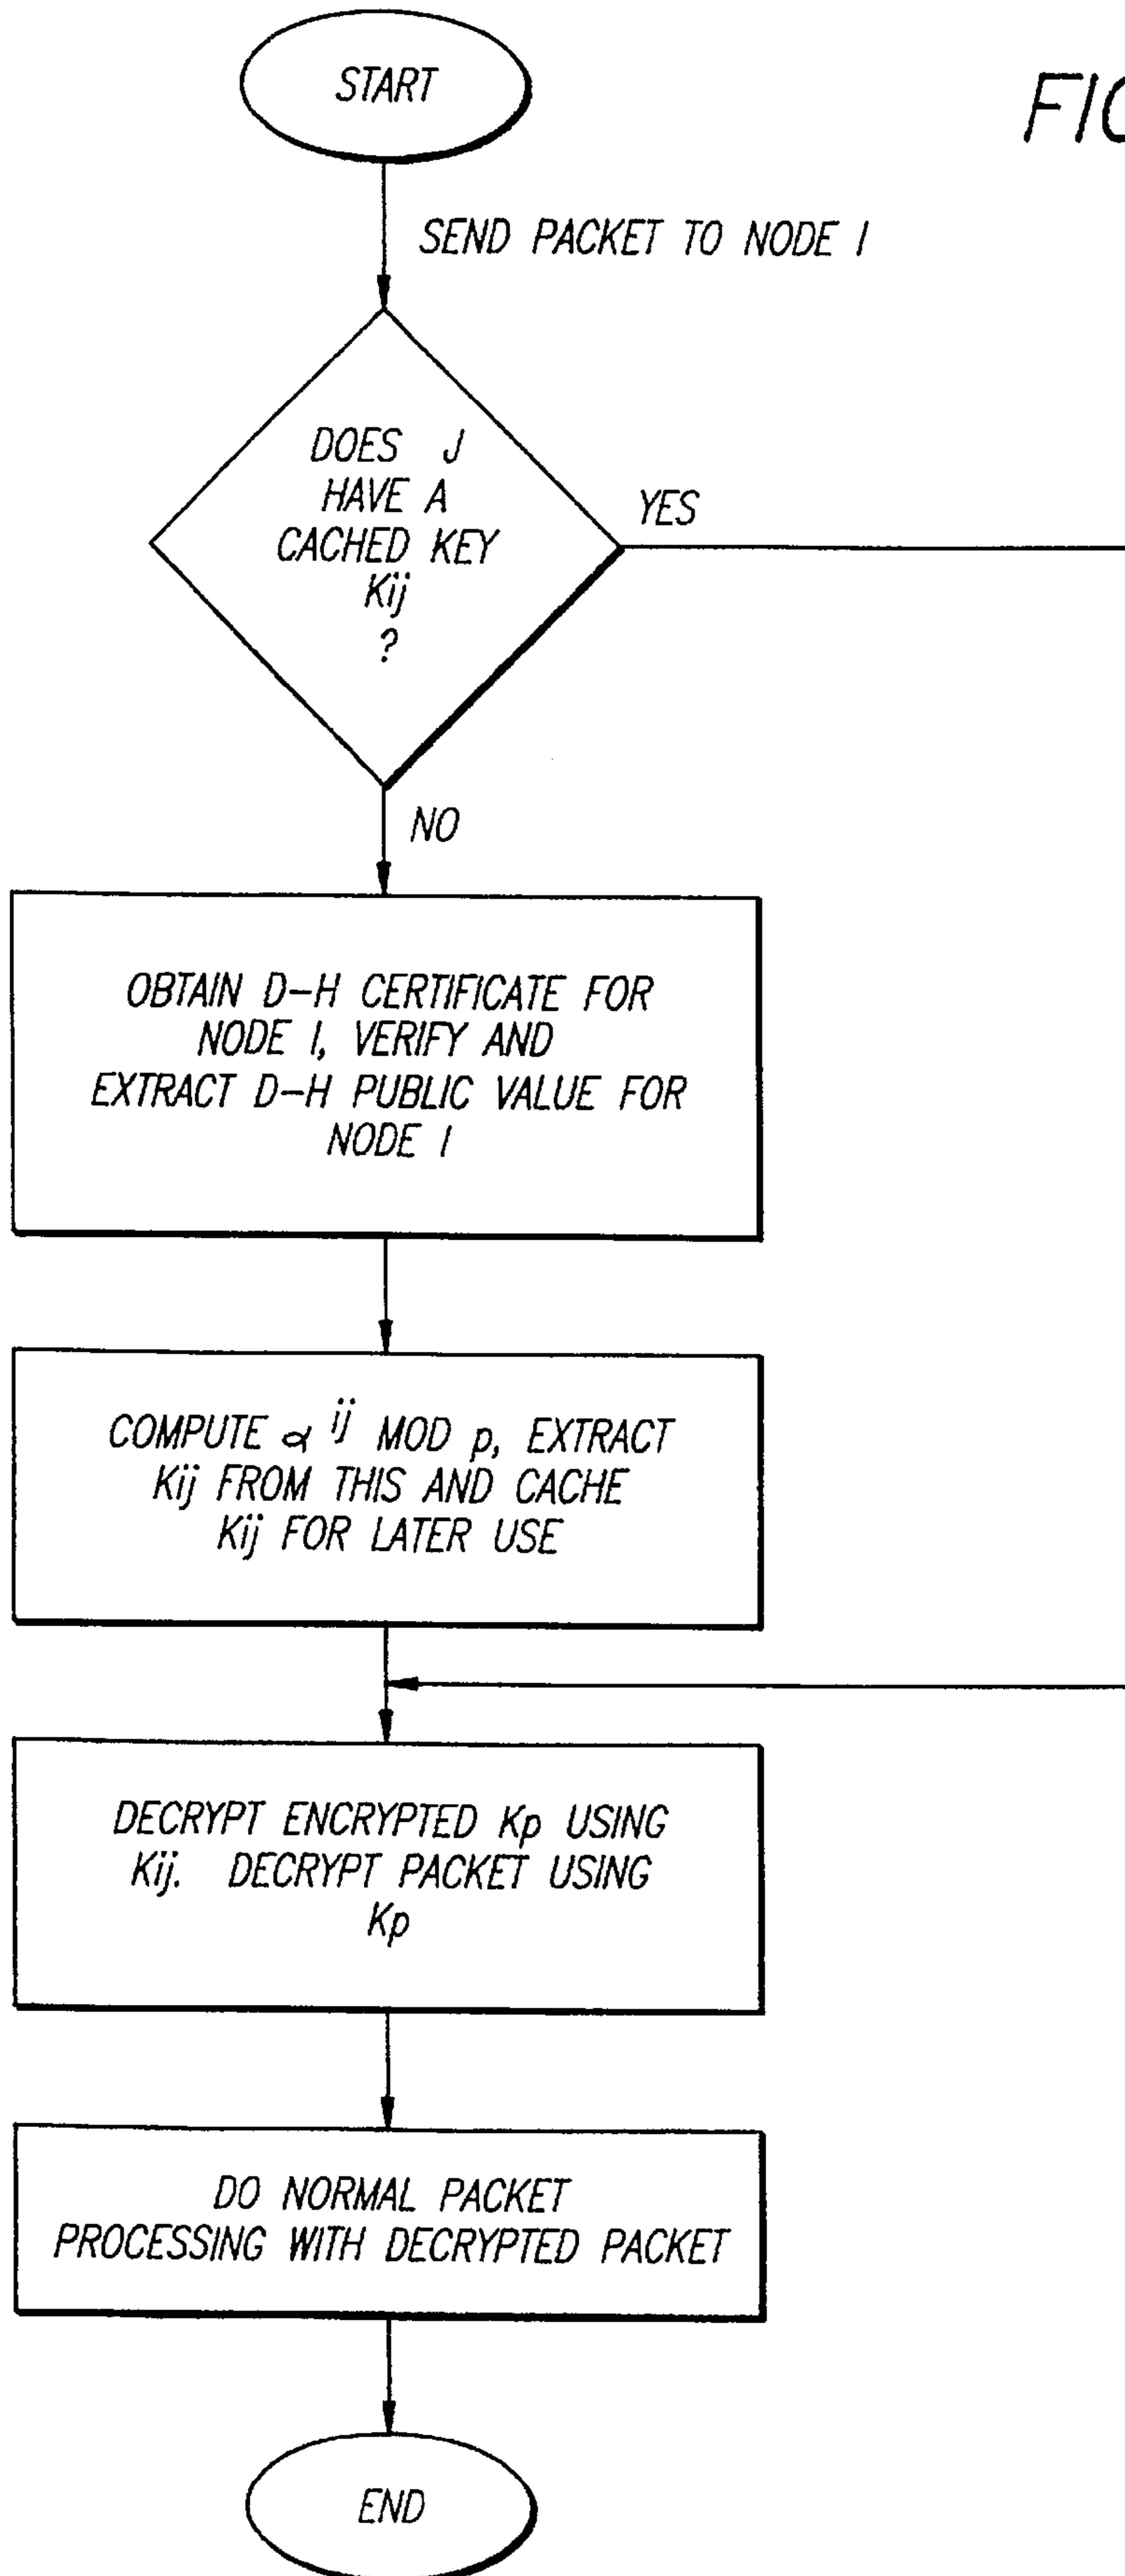 START
FIG
SEND PACKET TO NODE I
DOES J
HAVE A
CACHED KEY
Kij
?
YES
NO
OBTAIN D-H CERTIFICATE FOR
NODE I, VERIFY AND
EXTRACT D-H PUBLIC VALUE FOR
NODE I
COMPUTE α ij MOD p, EXTRACT
Kij FROM THIS AND CACHE
Kij FOR LATER USE
DECRYPT ENCRYPTED Kp USING
Kij. DECRYPT PACKET USING
Kp
DO NORMAL PACKET
PROCESSING WITH DECRYPTED PACKET
END